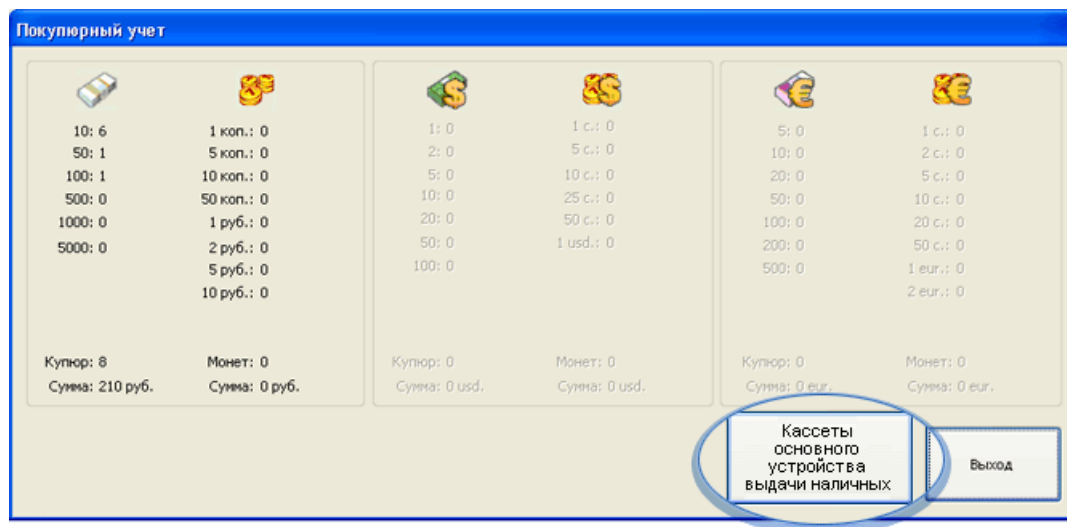 Покупюрный учет
10: 6
50: 1
100: 1
500: 0
1000: 0
5000: 0
Купюр: 8
Сумма: 210 руб.
1 коп.: 0
5 коп.: 0
10 коп.: 0
50 коп.: 0
1 руб.: 0
2 руб.: 0
5 руб.: 0
10 руб.: 0
Монет: 0
Сумма: 0 руб.
1: 0
2: 0
5: 0
10: 0
20: 0
50: 0
100: 0
Купюр: 0
Сумма: 0 usd.
1 с.: 0
5 с.: 0
10 с.: 0
25 с.: 0
50 с.: 0
1 usd.: 0
Монет: 0
Сумма: 0 usd.
5: 0
10: 0
20: 0
50: 0
100: 0
200: 0
500: 0
Купюр: 0
Сумма: 0 eur.
1 с.: 0
2 с.: 0
5 с.: 0
10 с.: 0
20 с.: 0
50 с.: 0
1 eur.: 0
2 eur.: 0
Монет: 0
Сумма: 0 eur.
Кассеты
основного
устройства
выдачи наличных
Выход